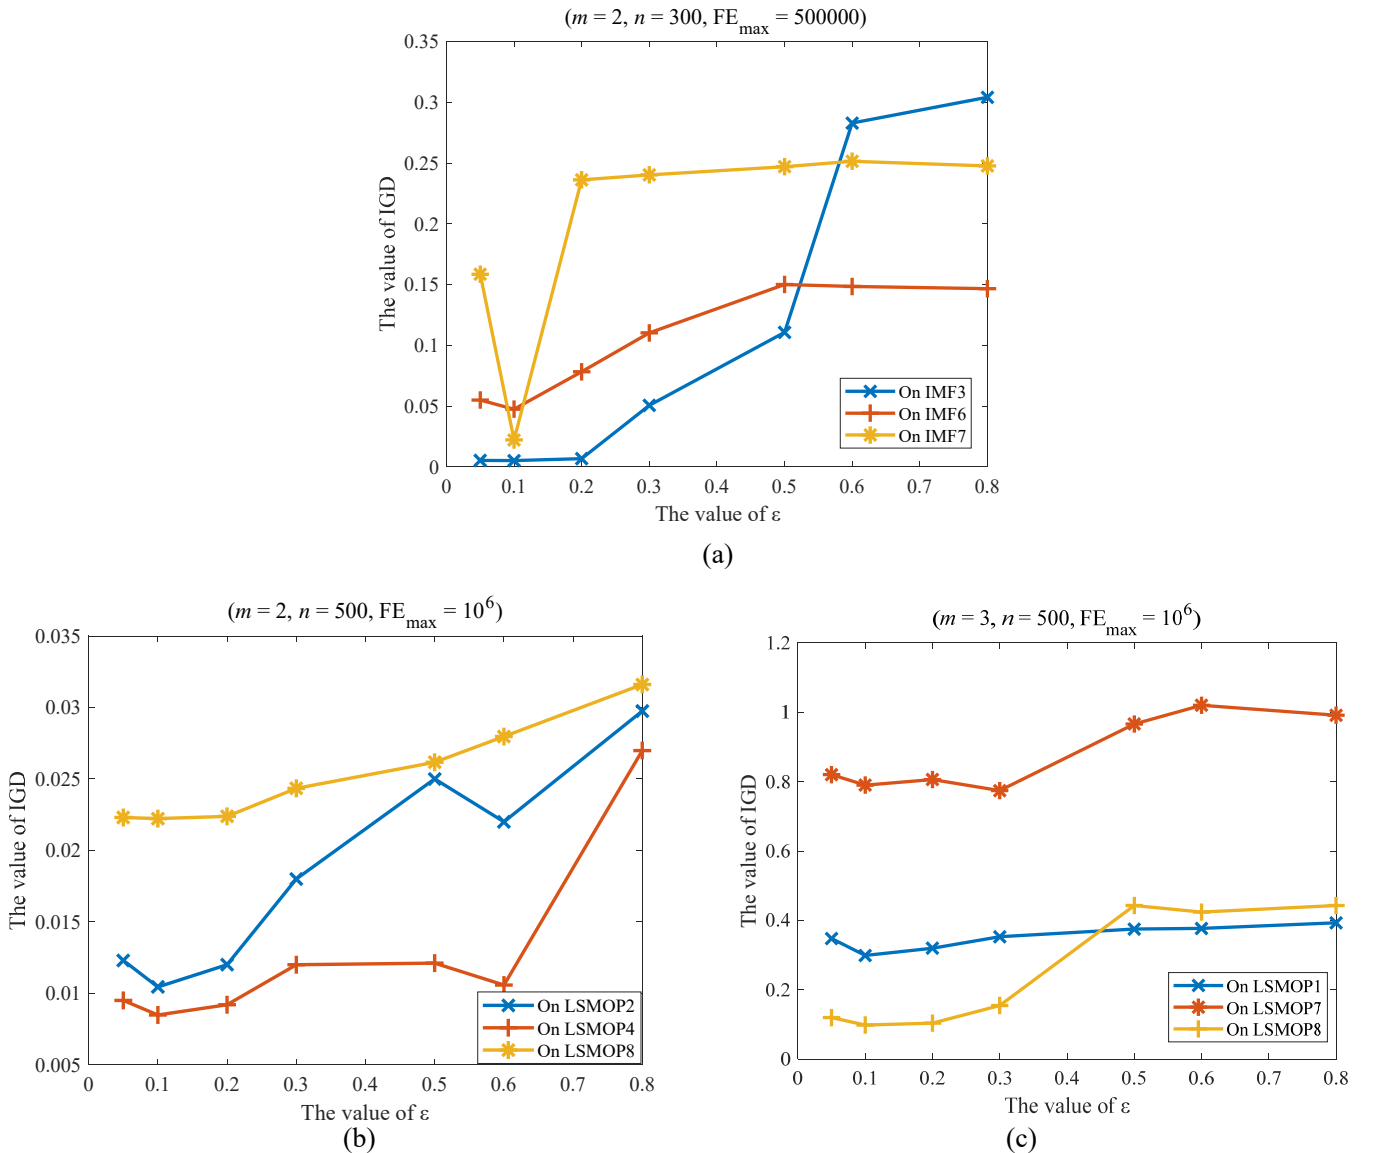 (m = 2, n = 300, FEmax = 500000)
0.35
0.3
0.25
0.2
0.15
0.1
0.05
0
The value of IGD
On IMF3
On IMF6
On IMF7
0 0.1 0.2 0.3 0.4 0.5 0.6 0.7 0.8
The value of ε
(a)
(m = 2, n = 500, FEmax = 10^6)
0.035
0.03
0.025
0.02
0.015
0.01
0.005
The value of IGD
On LSMOP2
On LSMOP4
On LSMOP8
0 0.1 0.2 0.3 0.4 0.5 0.6 0.7 0.8
The value of ε
(b)
(m = 3, n = 500, FEmax = 10^6)
1.2
1
0.8
0.6
0.4
0.2
0
The value of IGD
On LSMOP1
On LSMOP7
On LSMOP8
0 0.1 0.2 0.3 0.4 0.5 0.6 0.7 0.8
The value of ε
(c)